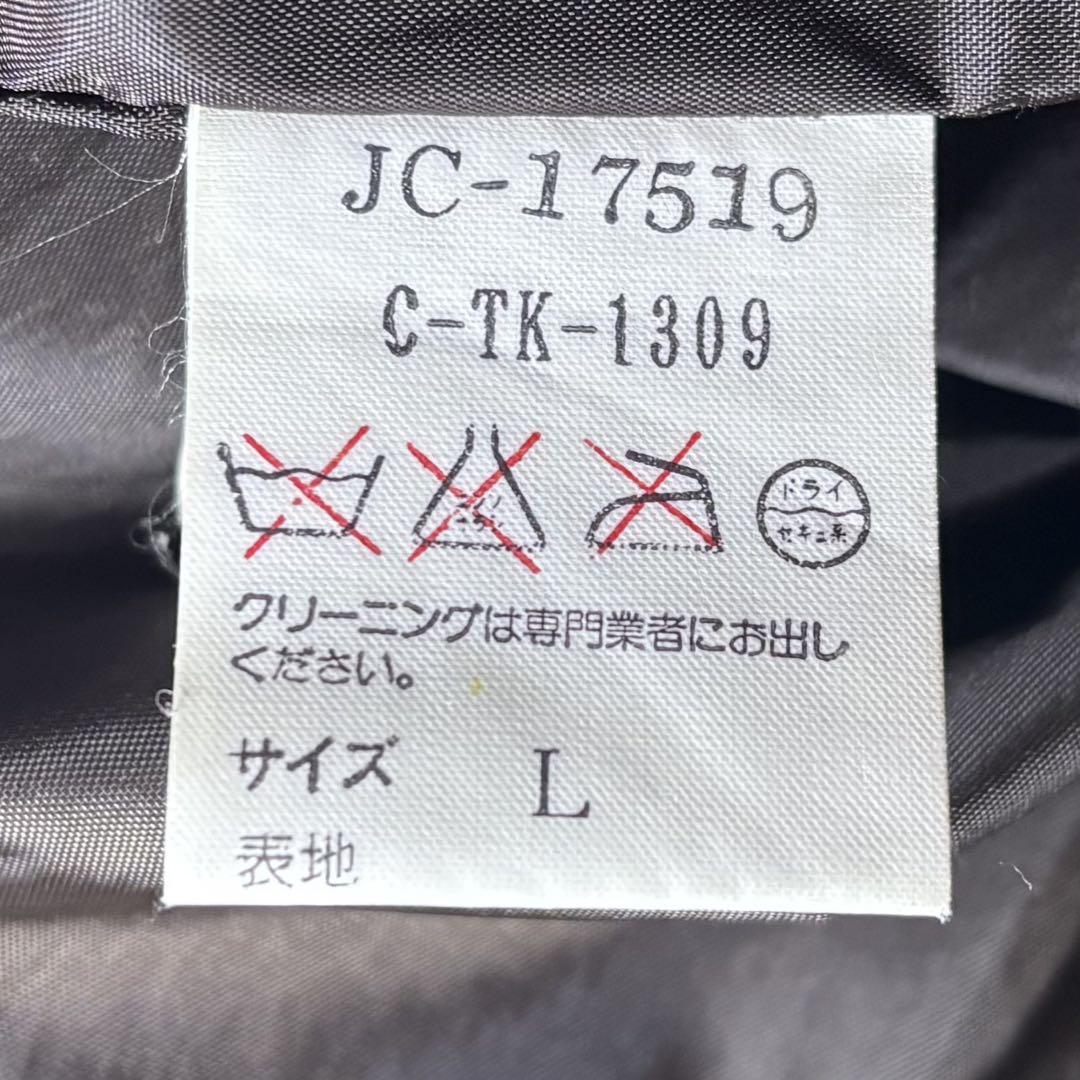 JC-17519
C-TK-1309
ドライ
セキユ系
クリーニングは専門業者にお出し
ください。
サイズ L
表地